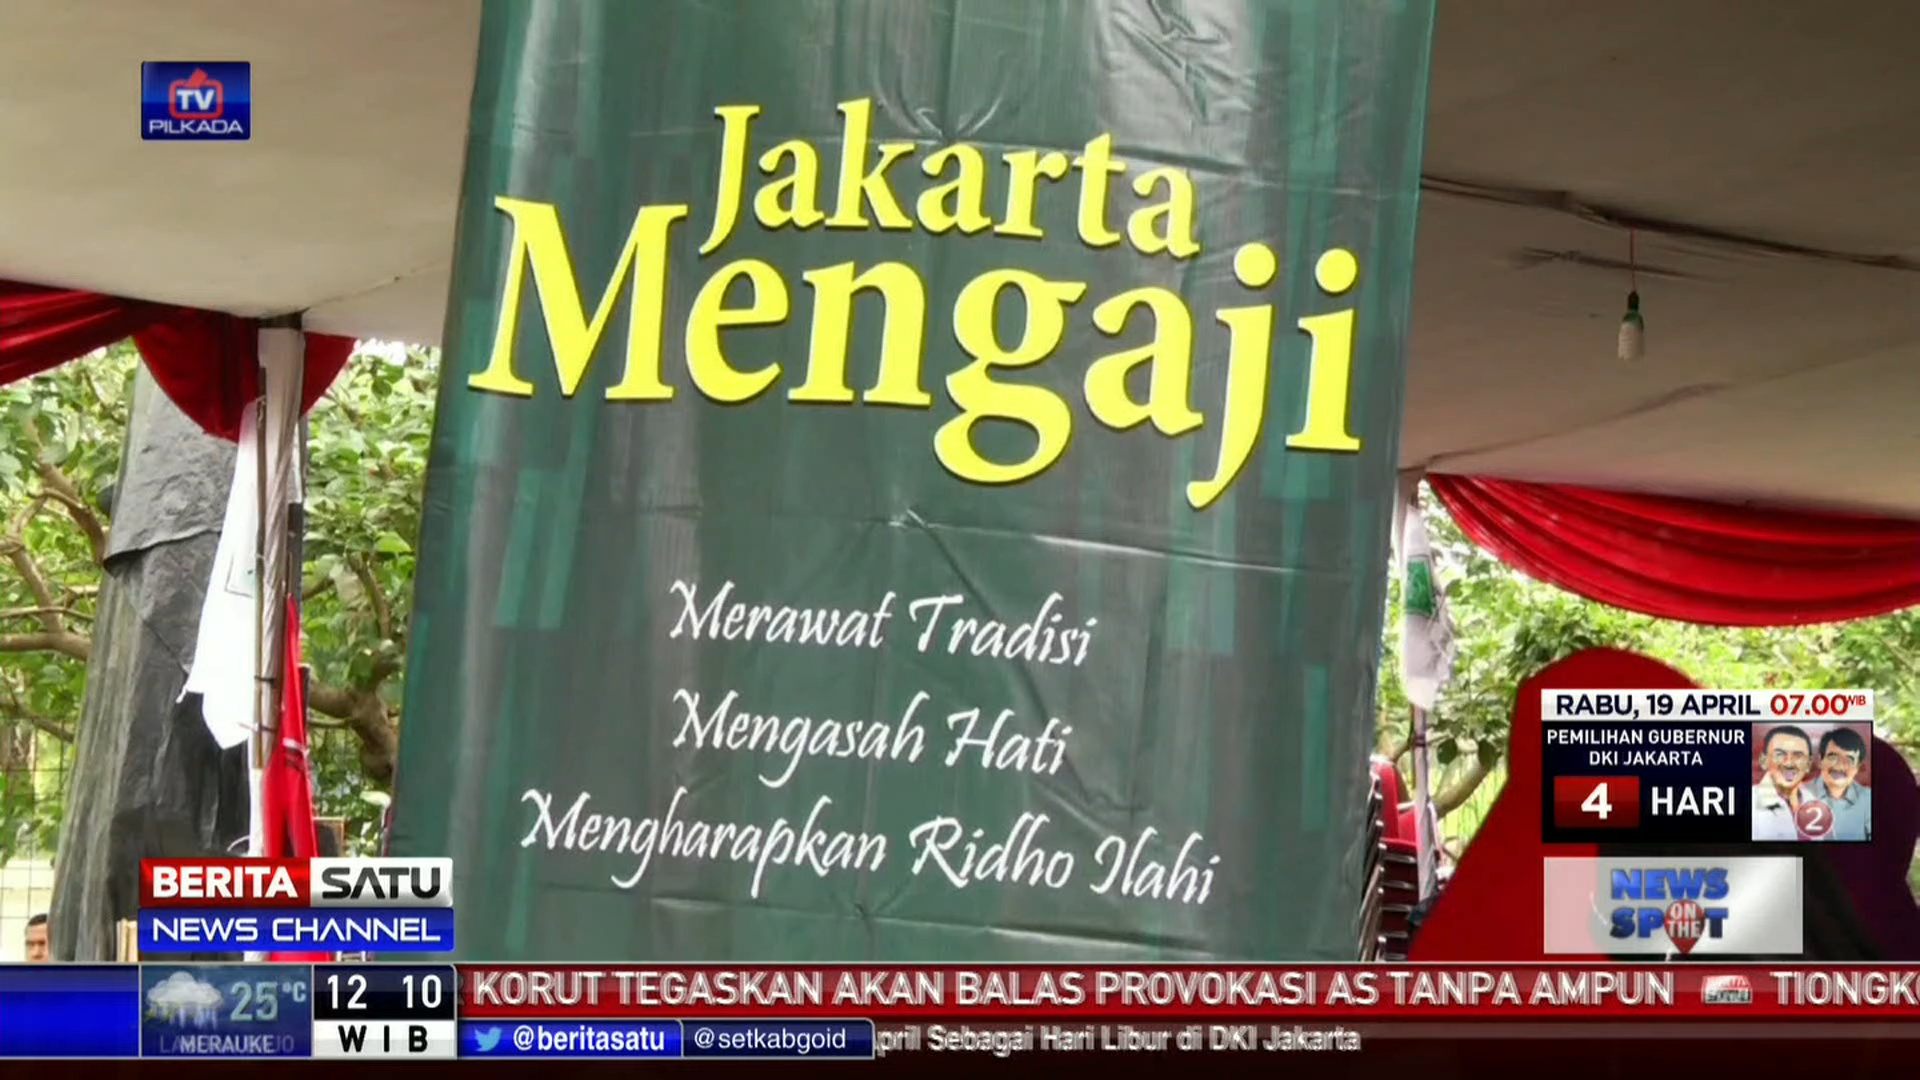 TV
PILKADA
Jakarta
Mengaji
Merawat Tradisi
Mengasah Hati
Mengharapkan Ridho Ilahi
RABU, 19 APRIL 07.00 WIB
PEMILIHAN GUBERNUR
DKI JAKARTA
4 HARI
2
NEWS
ON THE
SPOT
BERITA SATU
NEWS CHANNEL
25°C
MERAUKE
12 10
WIB
KORUT TEGASKAN AKAN BALAS PROVOKASI AS TANPA AMPUN
TIONGK
@beritasatu
@setkabgoid
pril Sebagai Hari Libur di DKI Jakarta